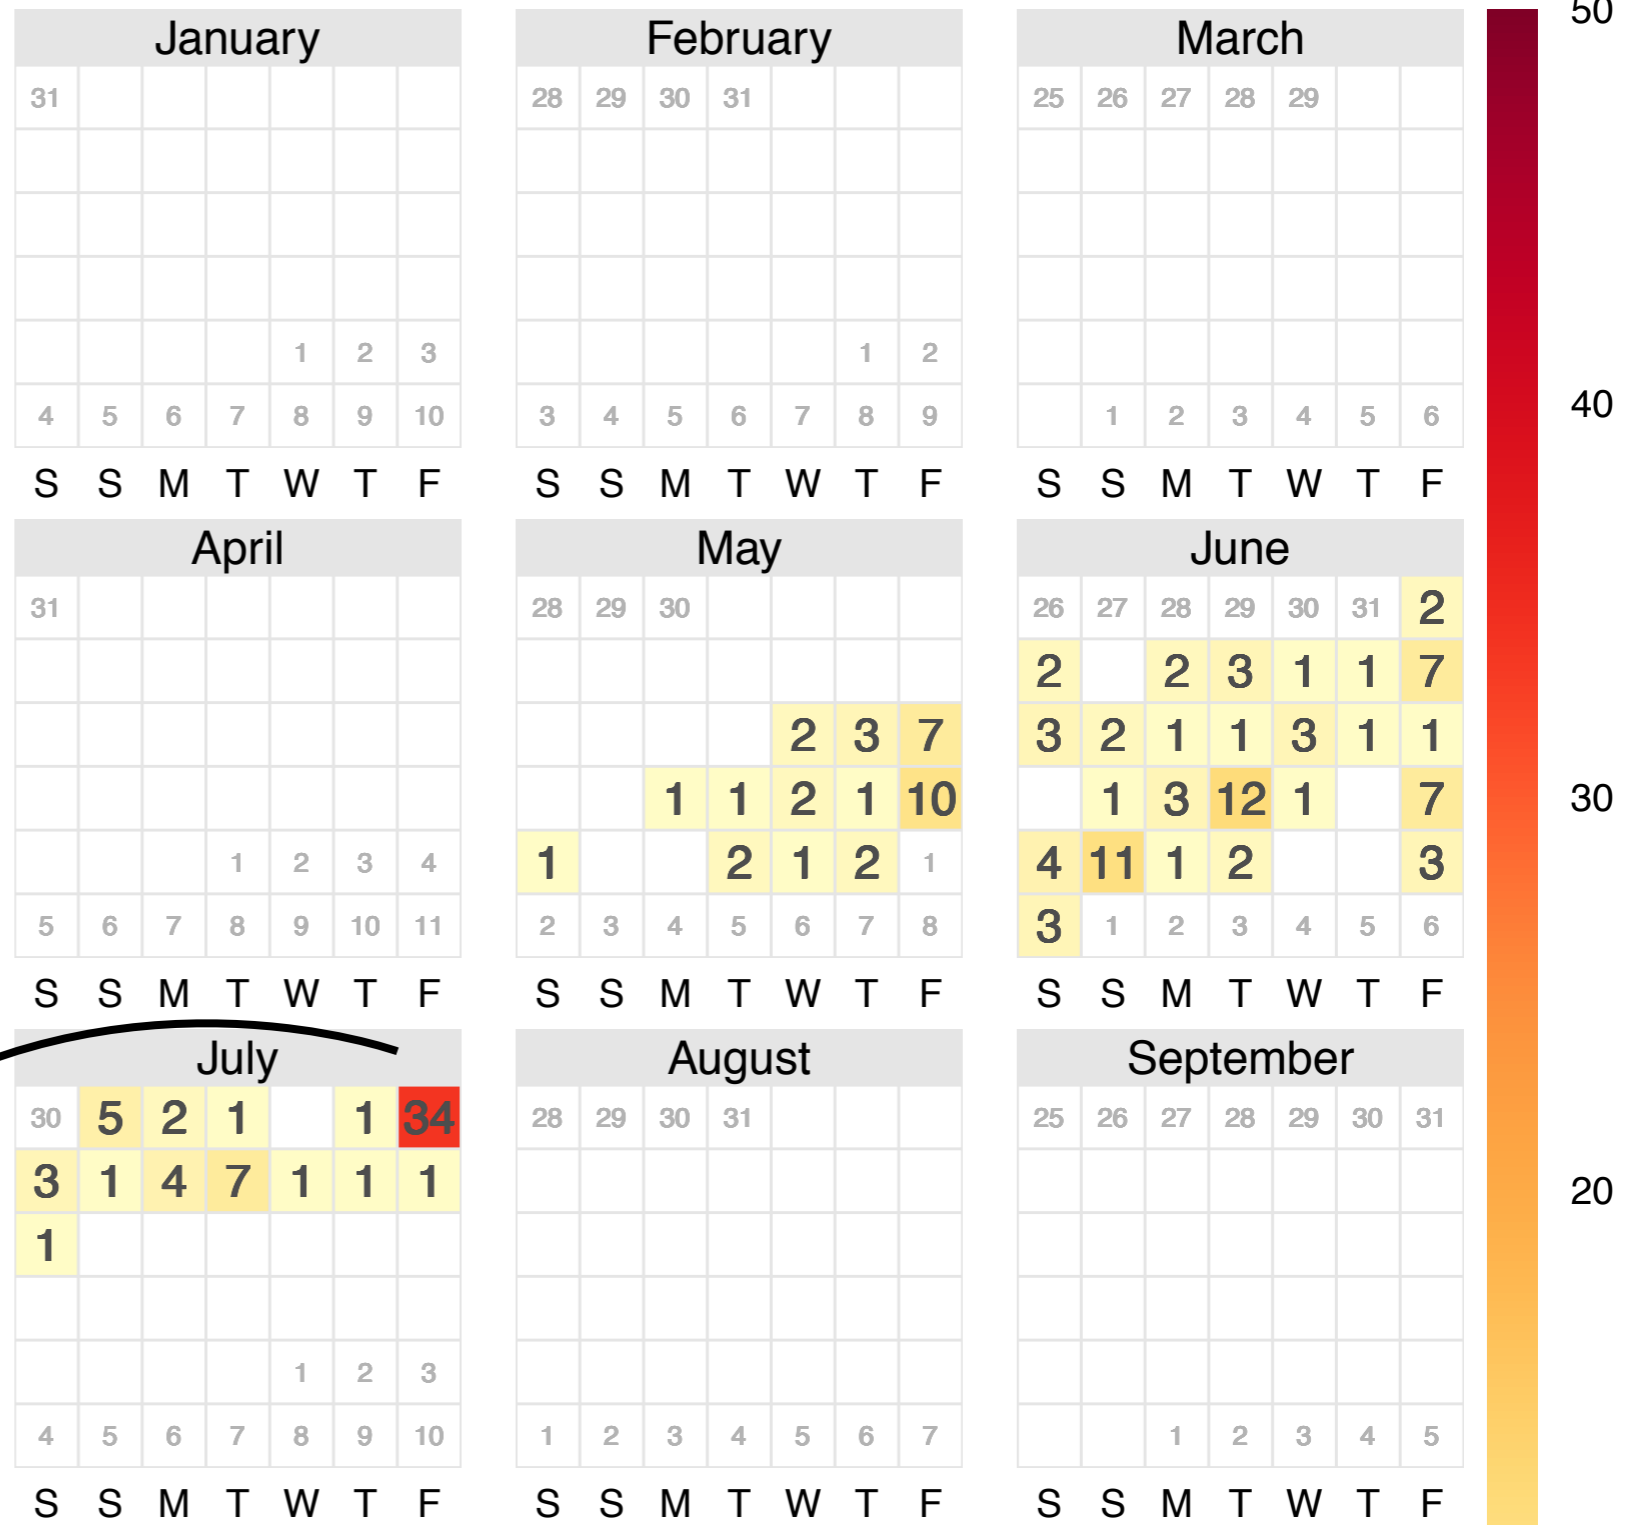 January February March
31 28 29 30 31 25 26 27 28 29
1 2 3 1 2
4 5 6 7 8 9 10 3 4 5 6 7 8 9 1 2 3 4 5 6
S S M T W T F S S M T W T F S S M T W T F
April May June
31 28 29 30 26 27 28 29 30 31 2
2 2 3 1 1 7
2 3 7 3 2 1 1 3 1 1
1 1 2 1 10 1 3 12 1 7
1 2 3 4 1 2 1 2 1 4 11 1 2 3
5 6 7 8 9 10 11 2 3 4 5 6 7 8 3 1 2 3 4 5 6
S S M T W T F S S M T W T F S S M T W T F
July August September
30 5 2 1 1 34 28 29 30 31 25 26 27 28 29 30 31
3 1 4 7 1 1 1
1
1 2 3
4 5 6 7 8 9 10 1 2 3 4 5 6 7 1 2 3 4 5
S S M T W T F S S M T W T F S S M T W T F
50
40
30
20